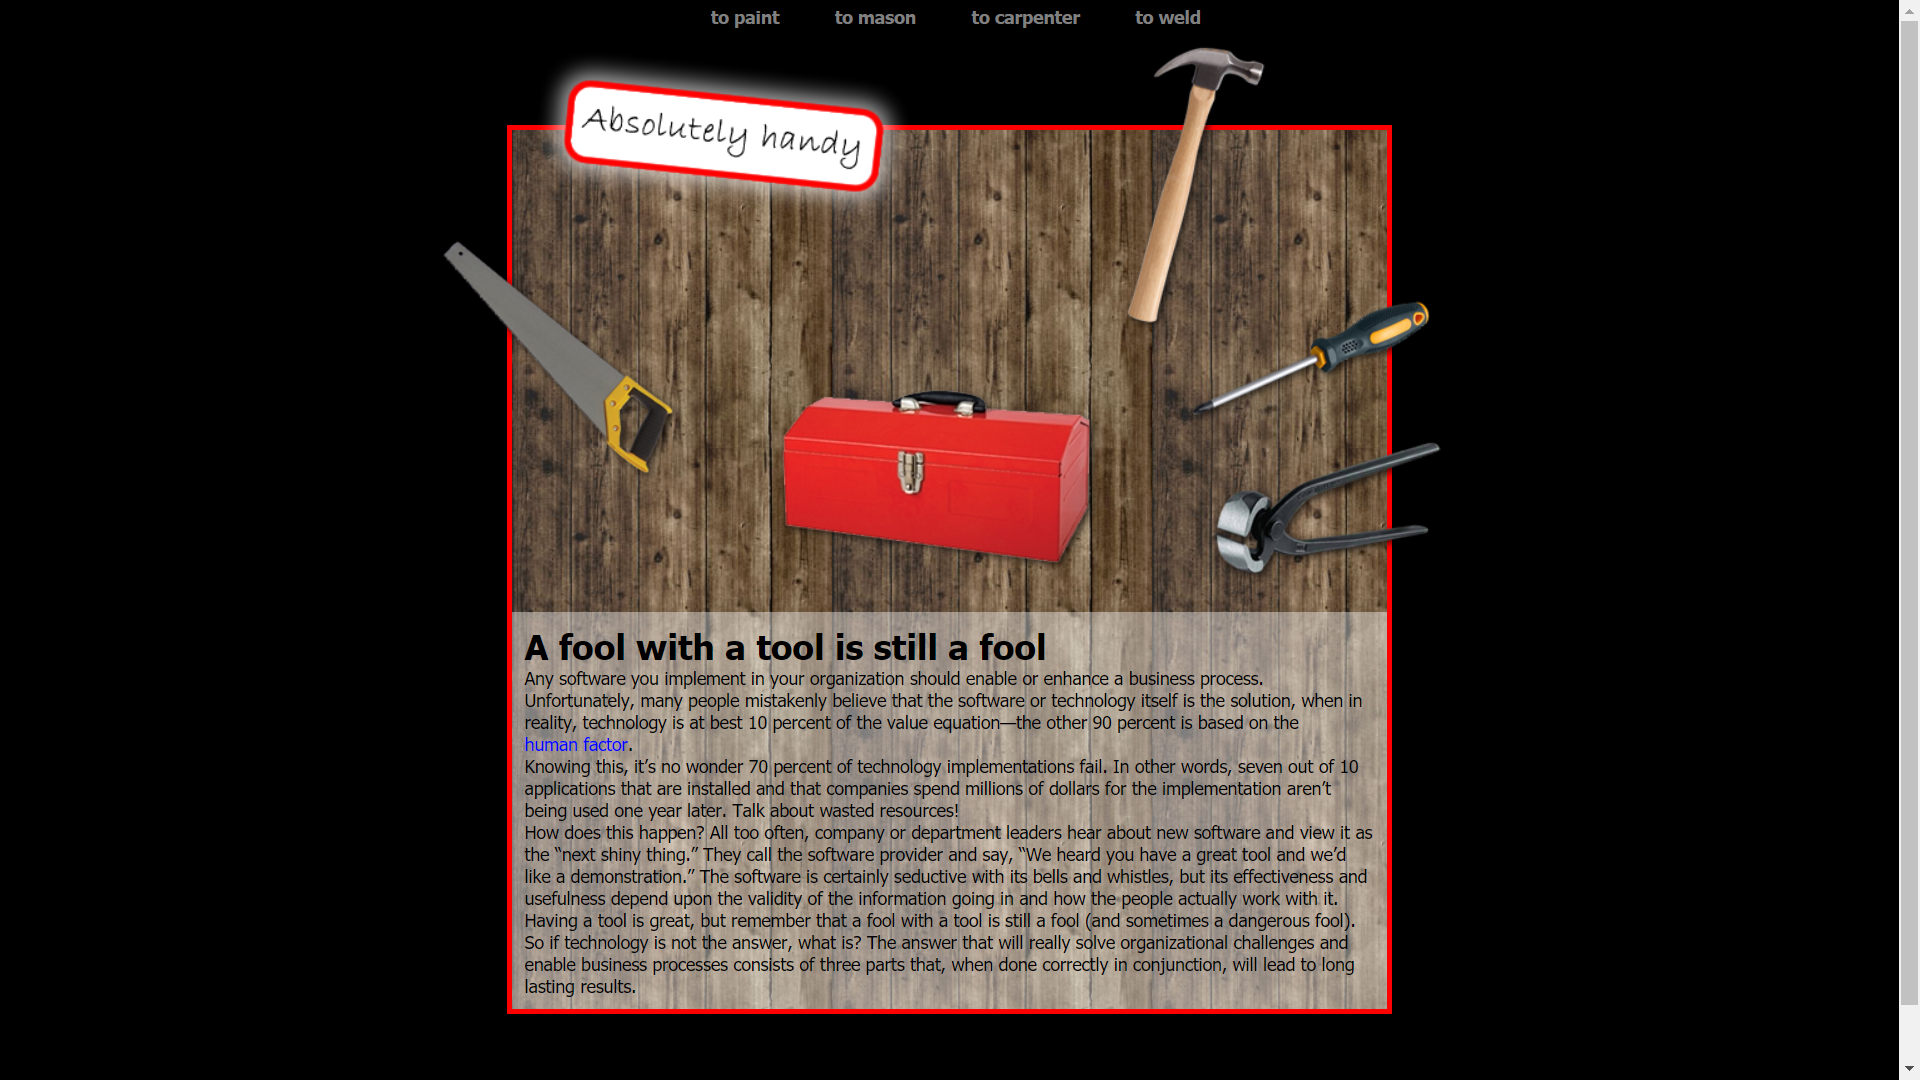 to paint to mason to carpenter to weld
Absolutely handy
A fool with a tool is still a fool
Any software you implement in your organization should enable or enhance a business process.
Unfortunately, many people mistakenly believe that the software or technology itself is the solution, when in
reality, technology is at best 10 percent of the value equation—the other 90 percent is based on the
human factor.
Knowing this, it’s no wonder 70 percent of technology implementations fail. In other words, seven out of 10
applications that are installed and that companies spend millions of dollars for the implementation aren’t
being used one year later. Talk about wasted resources!
How does this happen? All too often, company or department leaders hear about new software and view it as
the “next shiny thing.” They call the software provider and say, “We heard you have a great tool and we’d
like a demonstration.” The software is certainly seductive with its bells and whistles, but its effectiveness and
usefulness depend upon the validity of the information going in and how the people actually work with it.
Having a tool is great, but remember that a fool with a tool is still a fool (and sometimes a dangerous fool).
So if technology is not the answer, what is? The answer that will really solve organizational challenges and
enable business processes consists of three parts that, when done correctly in conjunction, will lead to long
lasting results.